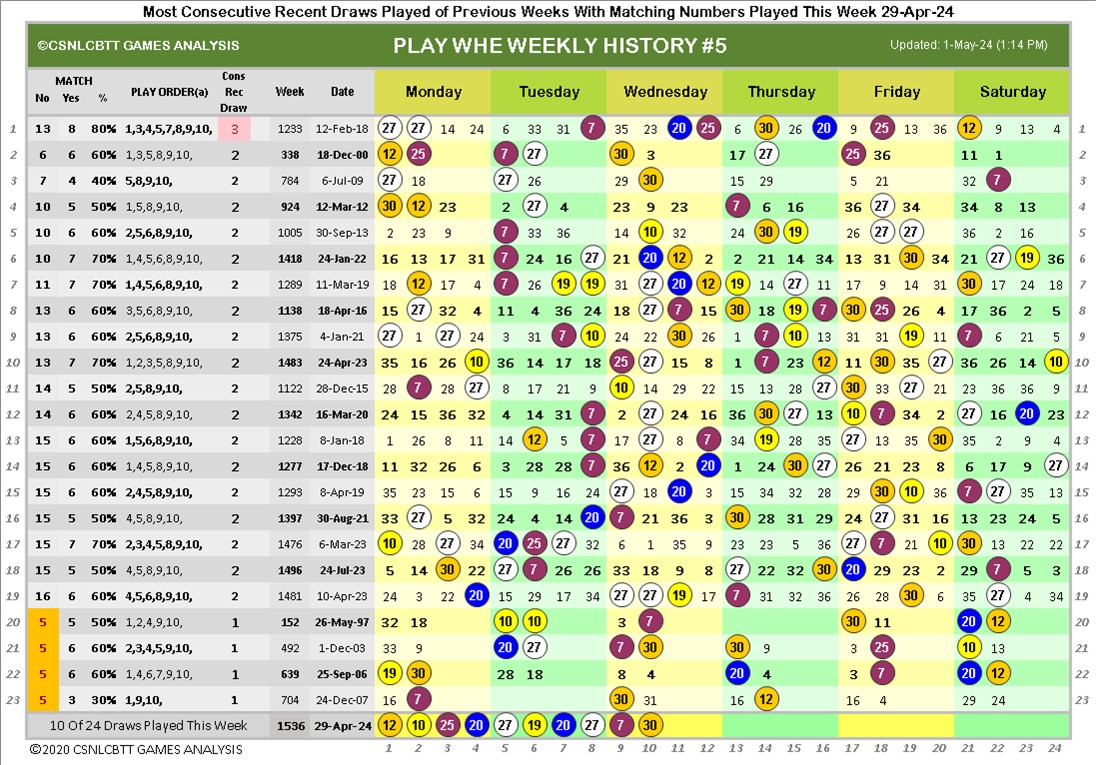 Most Consecutive Recent Draws Played of Previous Weeks With Matching Numbers Played This Week 29-Apr-24
©CSNLCBTT GAMES ANALYSIS PLAY WHE WEEKLY HISTORY #5 Updated: 1-May-24 (1:14 PM)
No MATCH Yes % PLAY ORDER(a) Cons Rec Draw Week Date Monday Tuesday Wednesday Thursday Friday Saturday
1 13 8 80% 1,3,4,5,7,8,9,10, 3 1233 12-Feb-18 27 27 14 24 6 33 31 7 35 23 20 25 6 30 26 20 9 25 13 36 12 9 13 4 1
2 6 6 60% 1,3,5,8,9,10, 2 338 18-Dec-00 12 25 7 27 30 3 17 27 25 36 11 1 2
3 7 4 40% 5,8,9,10, 2 784 6-Jul-09 27 18 27 26 29 30 15 29 5 21 32 7 3
4 10 5 50% 1,5,8,9,10, 2 924 12-Mar-12 30 12 23 2 27 4 23 9 23 7 6 16 36 27 34 34 8 13 4
5 10 6 60% 2,5,6,8,9,10, 2 1005 30-Sep-13 2 23 9 7 33 36 14 10 32 24 30 19 26 27 27 36 2 16 5
6 10 7 70% 1,4,5,6,8,9,10, 2 1418 24-Jan-22 16 13 17 31 7 24 16 27 21 20 12 2 2 21 14 34 13 31 30 34 21 27 19 36 6
7 11 7 70% 1,4,5,6,8,9,10, 2 1289 11-Mar-19 18 12 17 4 7 26 19 19 31 27 20 12 19 14 27 11 17 9 14 31 30 17 24 18 7
8 13 6 60% 3,5,6,8,9,10, 2 1138 18-Apr-16 15 27 32 4 11 4 36 24 18 27 7 15 30 18 19 7 30 25 26 4 17 36 2 5 8
9 13 6 60% 2,5,6,8,9,10, 2 1375 4-Jan-21 27 1 27 24 3 31 7 10 24 22 30 26 14 7 10 13 31 31 19 11 7 6 21 5 9
10 13 7 70% 1,2,3,5,8,9,10, 2 1483 24-Apr-23 35 16 26 10 36 14 17 18 25 27 15 8 1 7 23 12 11 30 35 27 36 26 14 10 10
11 14 5 50% 2,5,8,9,10, 2 1122 28-Dec-15 28 7 28 27 8 17 21 9 10 14 29 22 15 13 28 27 30 33 27 21 23 36 36 9 11
12 14 6 60% 2,4,5,8,9,10, 2 1342 16-Mar-20 24 15 36 32 4 14 31 7 2 27 24 16 36 30 27 13 10 7 34 2 27 16 20 23 12
13 15 6 60% 1,5,6,8,9,10, 2 1228 8-Jan-18 1 26 8 11 14 12 5 7 17 27 8 7 34 19 28 35 27 13 35 30 35 2 9 4 13
14 15 6 60% 1,4,5,8,9,10, 2 1277 17-Dec-18 11 32 26 6 3 28 28 7 36 12 2 20 1 24 30 27 26 21 23 8 6 17 9 27 14
15 15 6 60% 2,4,5,8,9,10, 2 1293 8-Apr-19 35 23 15 6 15 9 16 24 27 18 20 3 15 34 32 28 29 30 10 36 7 27 35 13 15
16 15 5 50% 4,5,8,9,10, 2 1397 30-Aug-21 33 27 5 32 24 4 14 20 7 21 36 3 30 28 31 29 24 27 31 16 13 23 24 5 16
17 15 7 70% 2,3,4,5,8,9,10, 2 1476 6-Mar-23 10 28 27 34 20 25 27 32 6 1 35 9 23 23 5 36 27 7 21 10 30 13 22 22 17
18 15 5 50% 4,5,8,9,10, 2 1496 24-Jul-23 5 14 30 22 27 7 26 26 33 18 9 8 27 22 32 30 20 29 23 2 29 7 5 3 18
19 16 6 60% 4,5,6,8,9,10, 2 1481 10-Apr-23 24 3 22 20 15 29 17 34 27 27 19 17 7 31 32 36 26 28 30 6 35 27 4 34 19
20 5 5 50% 1,2,4,9,10, 1 152 26-May-97 32 18 10 10 3 7 30 11 20 12 20
21 5 6 60% 2,3,4,5,9,10, 1 492 1-Dec-03 33 9 20 27 7 30 30 9 3 25 10 13 21
22 5 6 60% 1,4,6,7,9,10, 1 639 25-Sep-06 19 30 28 18 8 4 20 4 3 7 20 12 22
23 5 3 30% 1,9,10, 1 704 24-Dec-07 16 7 30 31 16 12 16 4 29 24 23
10 Of 24 Draws Played This Week 1536 29-Apr-24 12 10 25 20 27 19 20 27 7 30
©2020 CSNLCBTT GAMES ANALYSIS 1 2 3 4 5 6 7 8 9 10 11 12 13 14 15 16 17 18 19 20 21 22 23 24